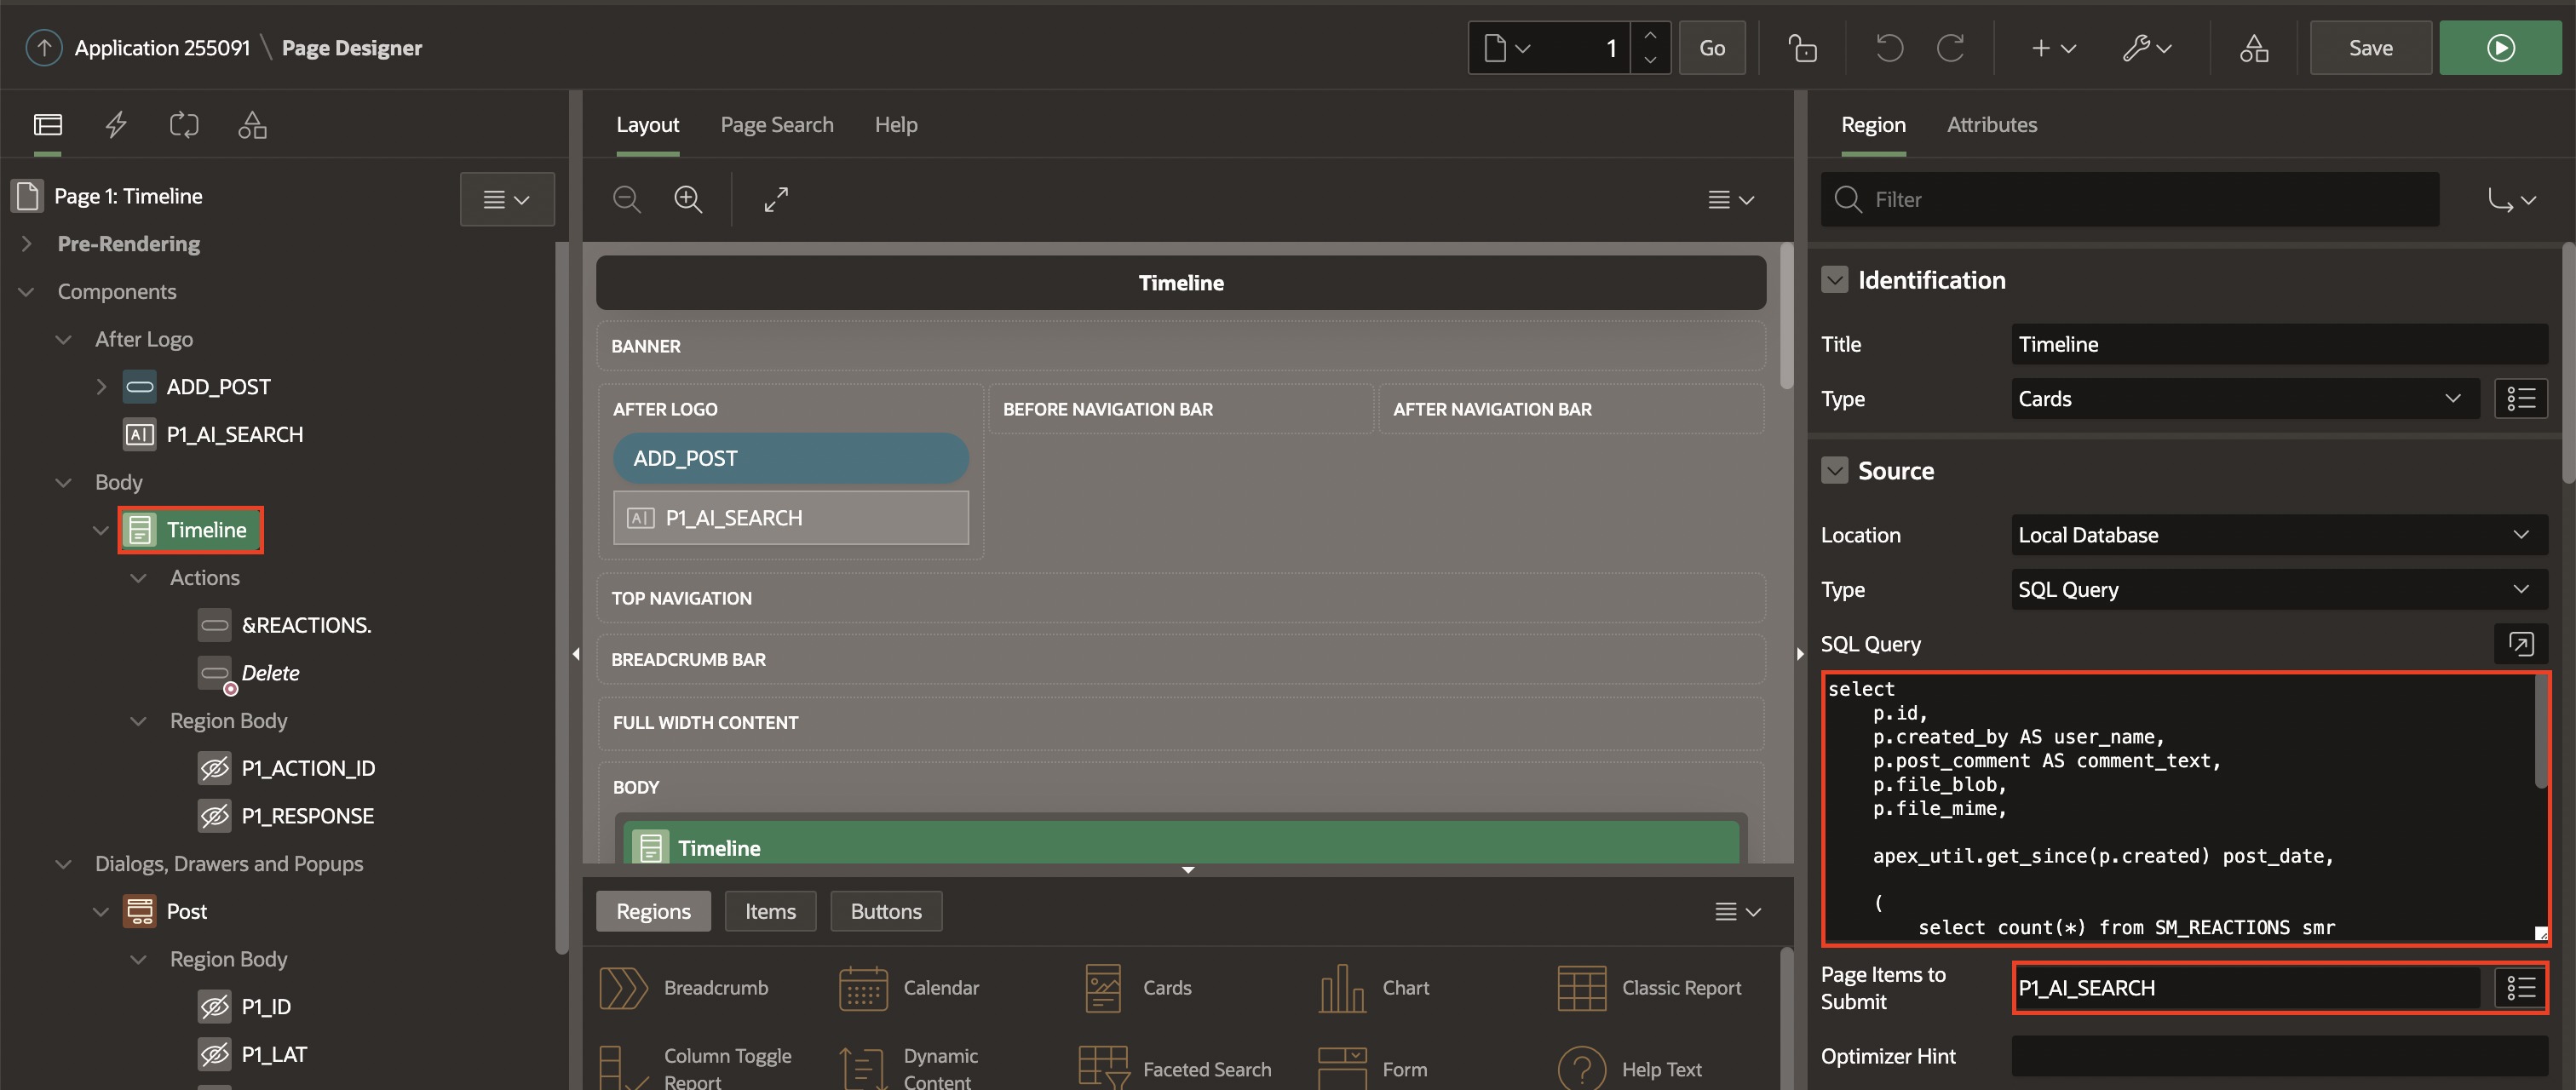 Application 255091 \ Page Designer
1
Go
Save
Layout
Page Search
Help
Region
Attributes
Page 1: Timeline
Pre-Rendering
Components
After Logo
ADD_POST
P1_AI_SEARCH
Body
Timeline
Actions
&REACTIONS.
Delete
Region Body
P1_ACTION_ID
P1_RESPONSE
Dialogs, Drawers and Popups
Post
Region Body
P1_ID
P1_LAT
Timeline
BANNER
AFTER LOGO
BEFORE NAVIGATION BAR
AFTER NAVIGATION BAR
ADD_POST
P1_AI_SEARCH
TOP NAVIGATION
BREADCRUMB BAR
FULL WIDTH CONTENT
BODY
Timeline
Regions
Items
Buttons
Breadcrumb
Calendar
Cards
Chart
Classic Report
Column Toggle
Report
Dynamic
Content
Faceted Search
Form
Help Text
Filter
Identification
Title
Timeline
Type
Cards
Source
Location
Local Database
Type
SQL Query
SQL Query
select
p.id,
p.created_by AS user_name,
p.post_comment AS comment_text,
p.file_blob,
p.file_mime,
apex_util.get_since(p.created) post_date,
(
select count(*) from SM_REACTIONS smr
Page Items to
Submit
P1_AI_SEARCH
Optimizer Hint